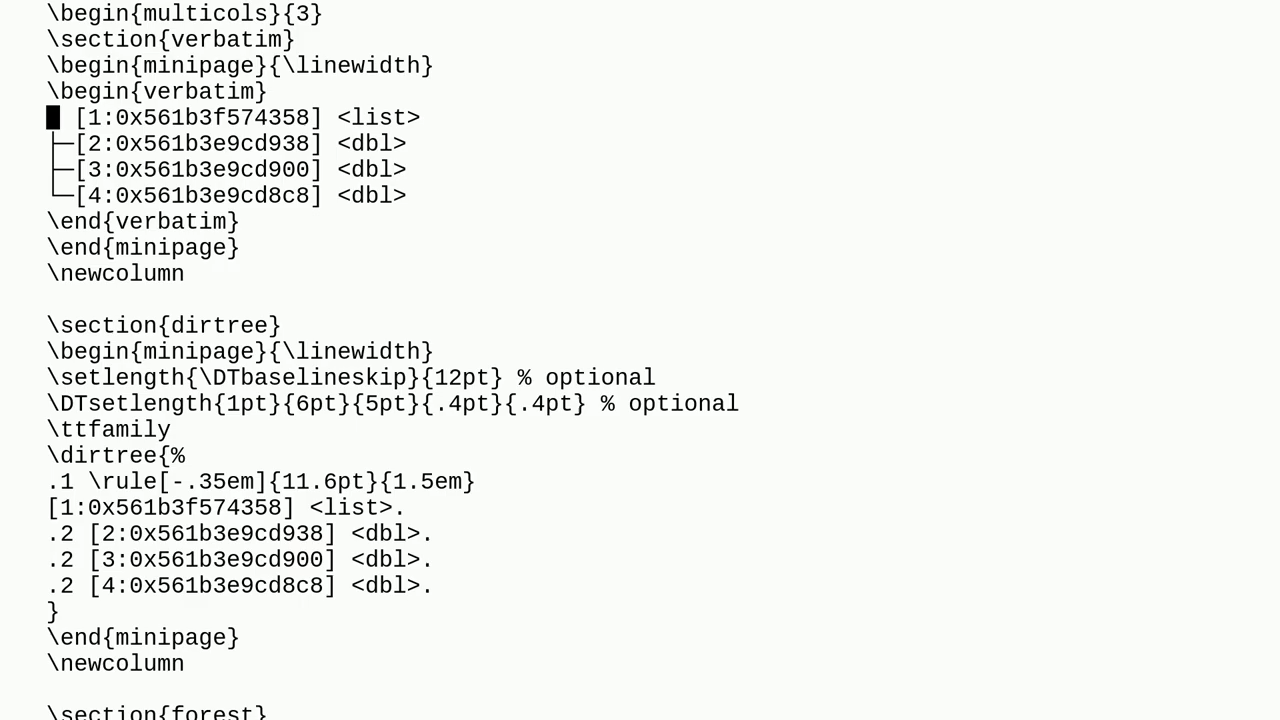 \begin{multicols}{3}
\section{verbatim}
\begin{minipage}{\linewidth}
\begin{verbatim}
█ [1:0x561b3f574358] <list>
├─[2:0x561b3e9cd938] <dbl>
├─[3:0x561b3e9cd900] <dbl>
└─[4:0x561b3e9cd8c8] <dbl>
\end{verbatim}
\end{minipage}
\newcolumn

\section{dirtree}
\begin{minipage}{\linewidth}
\setlength{\DTbaselineskip}{12pt} % optional
\DTsetlength{1pt}{6pt}{5pt}{.4pt}{.4pt} % optional
\ttfamily
\dirtree{%
.1 \rule[-.35em]{11.6pt}{1.5em}
[1:0x561b3f574358] <list>.
.2 [2:0x561b3e9cd938] <dbl>.
.2 [3:0x561b3e9cd900] <dbl>.
.2 [4:0x561b3e9cd8c8] <dbl>.
}
\end{minipage}
\newcolumn

\section{forest}